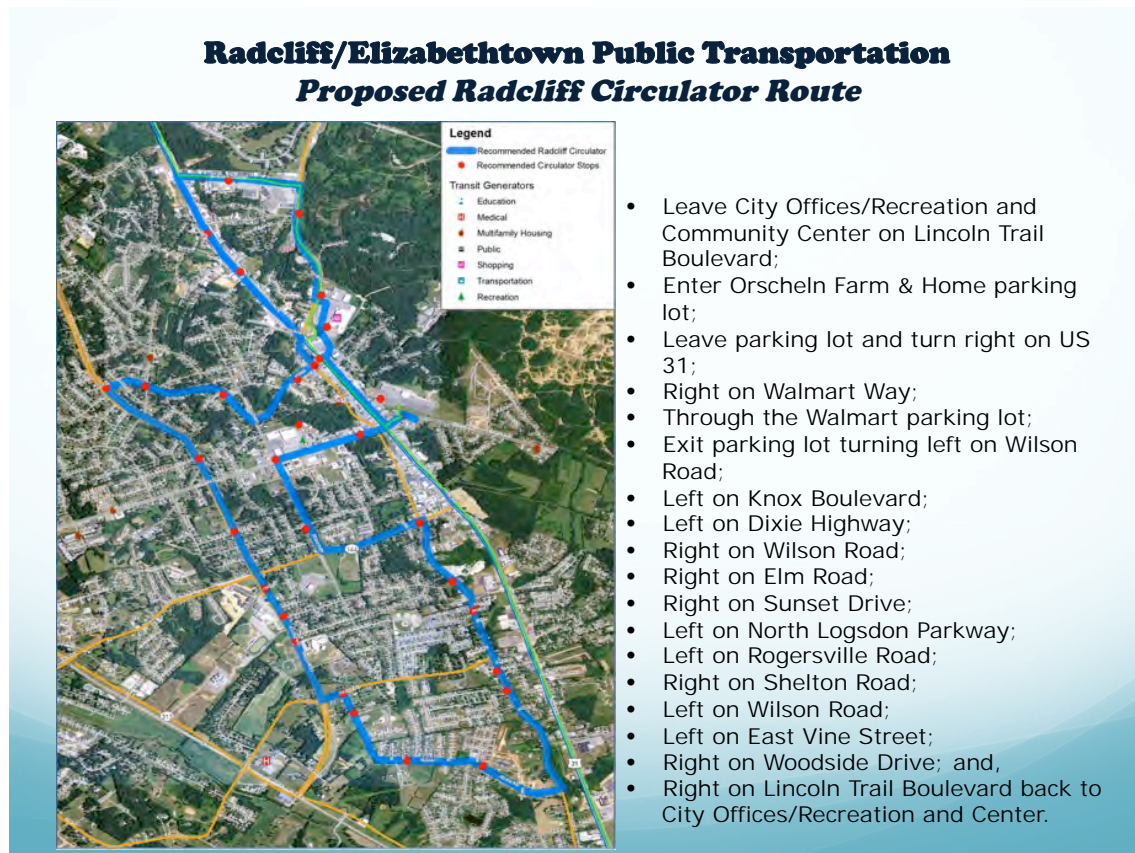 Radcliff/Elizabethtown Public Transportation
Proposed Radcliff Circulator Route
Legend
Recommended Radcliff Circulator
Recommended Circulator Stops
Transit Generators
Education
Medical
Multifamily Housing
Public
Shopping
Transportation
Recreation
• Leave City Offices/Recreation and
Community Center on Lincoln Trail
Boulevard;
• Enter Orscheln Farm & Home parking
lot;
• Leave parking lot and turn right on US
31;
• Right on Walmart Way;
• Through the Walmart parking lot;
• Exit parking lot turning left on Wilson
Road;
• Left on Knox Boulevard;
• Left on Dixie Highway;
• Right on Wilson Road;
• Right on Elm Road;
• Right on Sunset Drive;
• Left on North Logsdon Parkway;
• Left on Rogersville Road;
• Right on Shelton Road;
• Left on Wilson Road;
• Left on East Vine Street;
• Right on Woodside Drive; and,
• Right on Lincoln Trail Boulevard back to
City Offices/Recreation and Center.